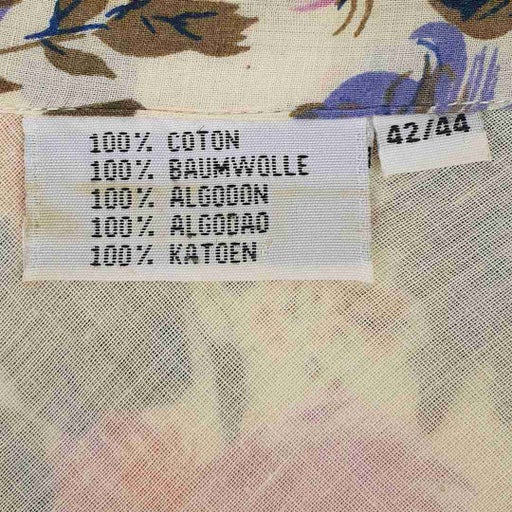 100% COTON
100% BAUMWOLLE
100% ALGODON
100% ALGODAO
100% KATOEN
42/44